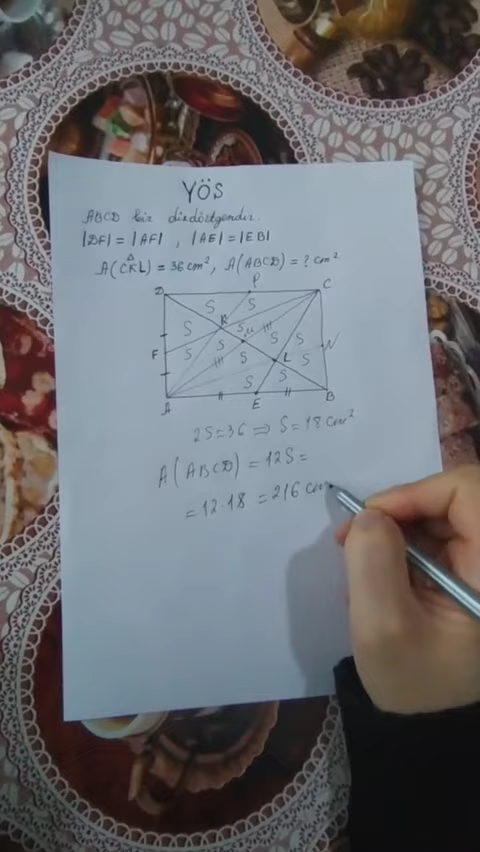 YÖS
ABCD bir dikdörtgendir.
|DF| = |AF| , |AE| = |EB|
A(CKL) = 36 cm², A(ABCD) = ? cm²
D P C
S S
K
S S M S S
F S S S L S N
S S
A E B
2S=36 ⇒ S=18 cm²
A(ABCD) = 12S =
= 12·18 = 216 cm